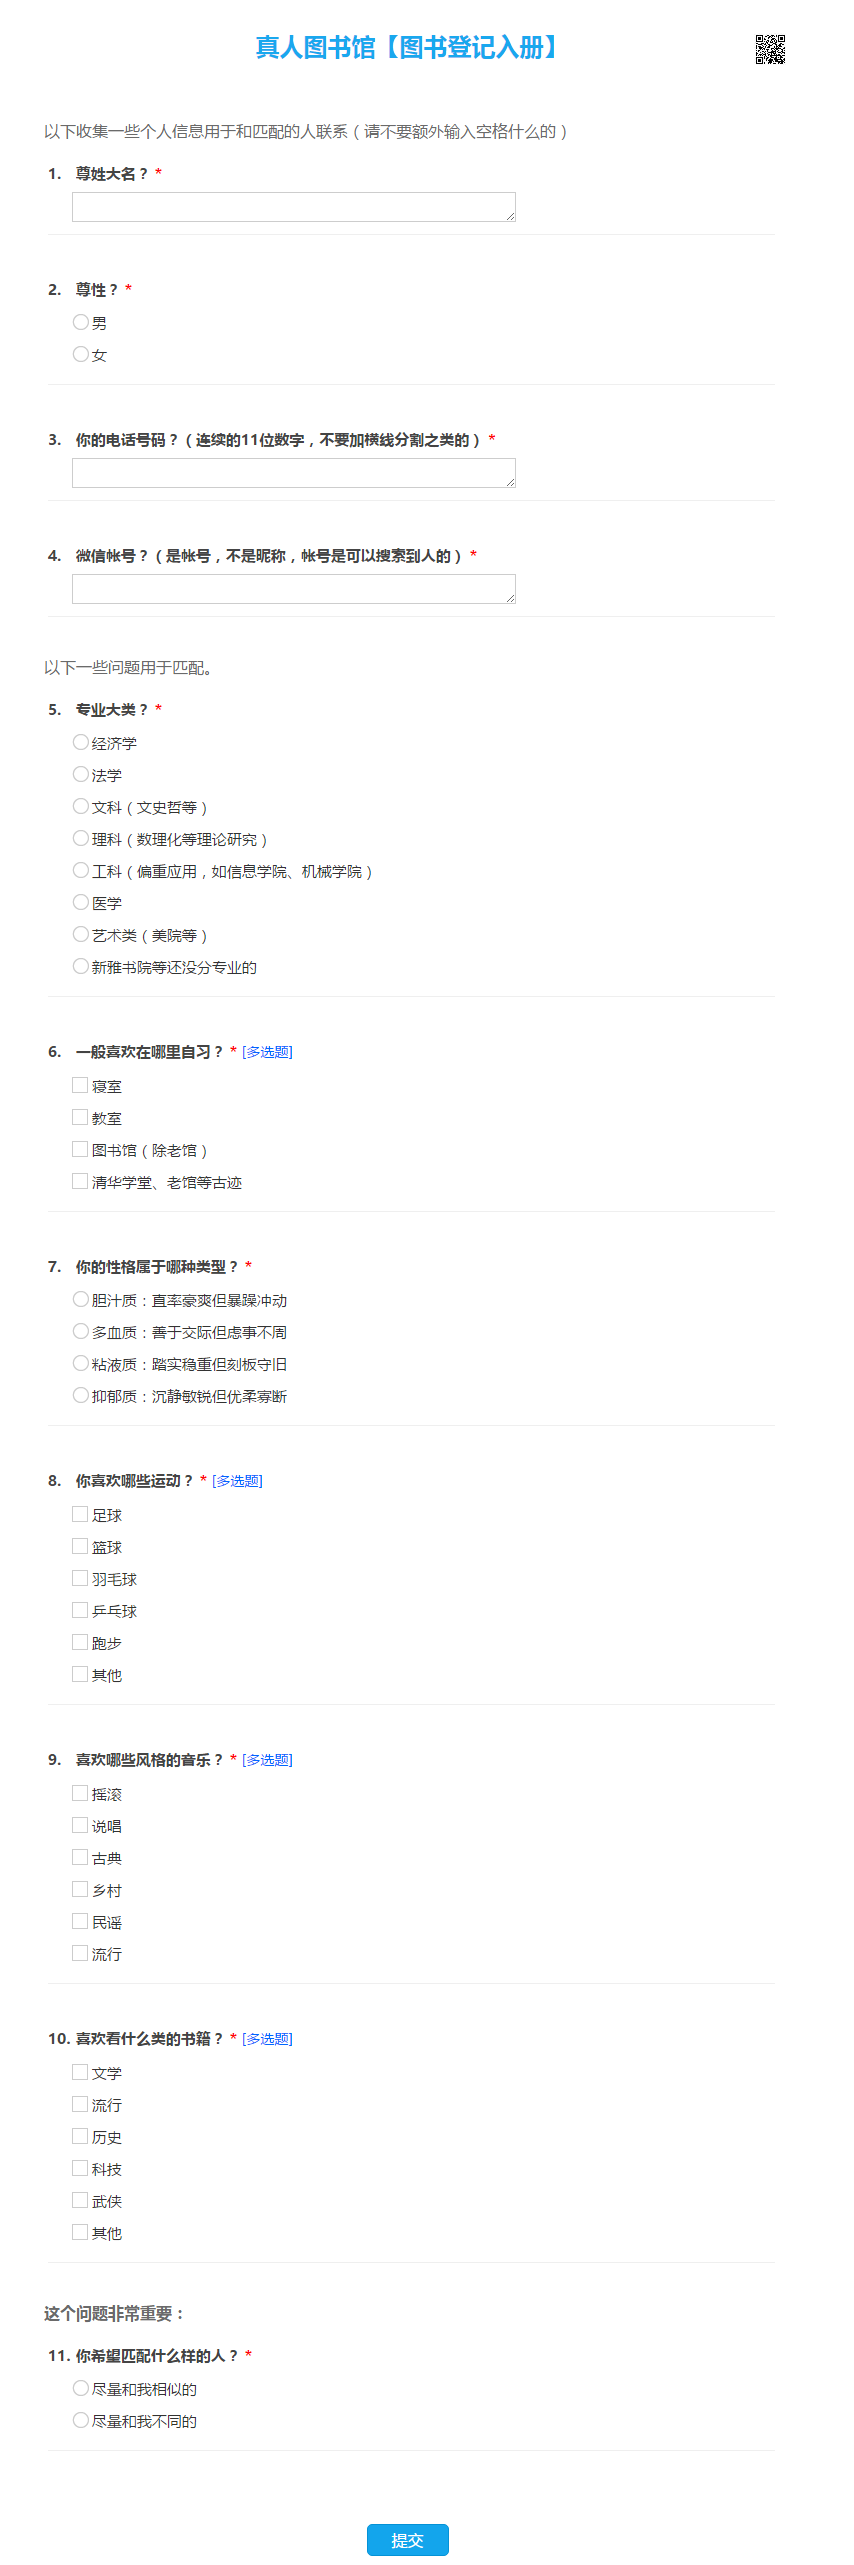 真人图书馆【图书登记入册】
以下收集一些个人信息用于和匹配的人联系（请不要额外输入空格什么的）
1. 尊姓大名？*
2. 尊性？*
男
女
3. 你的电话号码？（连续的11位数字，不要加横线分割之类的）*
4. 微信帐号？（是帐号，不是昵称，帐号是可以搜索到人的）*
以下一些问题用于匹配。
5. 专业大类？*
经济学
法学
文科（文史哲等）
理科（数理化等理论研究）
工科（偏重应用，如信息学院、机械学院）
医学
艺术类（美院等）
新雅书院等还没分专业的
6. 一般喜欢在哪里自习？* [多选题]
寝室
教室
图书馆（除老馆）
清华学堂、老馆等古迹
7. 你的性格属于哪种类型？*
胆汁质：直率豪爽但暴躁冲动
多血质：善于交际但虑事不周
粘液质：踏实稳重但刻板守旧
抑郁质：沉静敏锐但优柔寡断
8. 你喜欢哪些运动？* [多选题]
足球
篮球
羽毛球
乒乓球
跑步
其他
9. 喜欢哪些风格的音乐？* [多选题]
摇滚
说唱
古典
乡村
民谣
流行
10. 喜欢看什么类的书籍？* [多选题]
文学
流行
历史
科技
武侠
其他
这个问题非常重要：
11. 你希望匹配什么样的人？*
尽量和我相似的
尽量和我不同的
提交